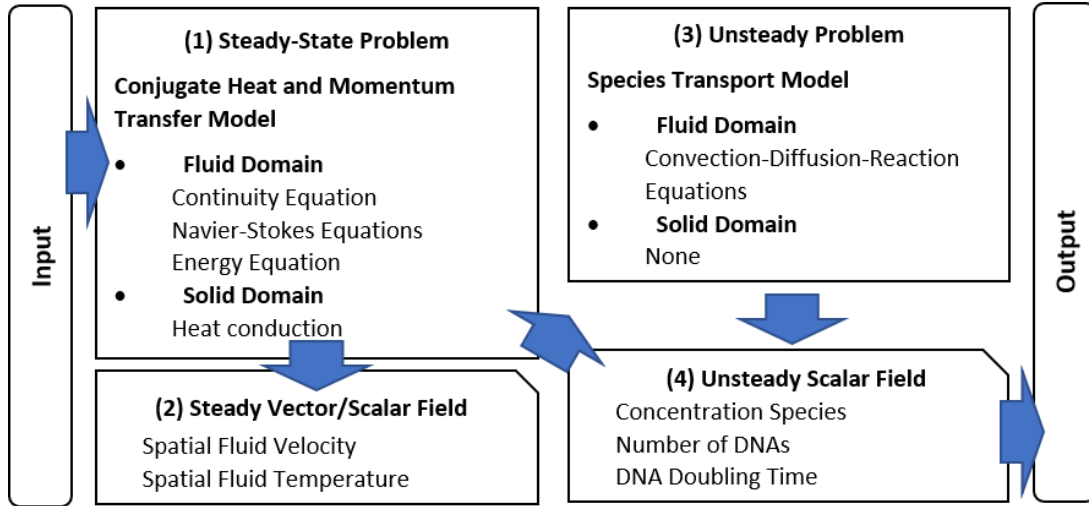 Input
(1) Steady-State Problem
Conjugate Heat and Momentum
Transfer Model
• Fluid Domain
Continuity Equation
Navier-Stokes Equations
Energy Equation
• Solid Domain
Heat conduction
(2) Steady Vector/Scalar Field
Spatial Fluid Velocity
Spatial Fluid Temperature
(3) Unsteady Problem
Species Transport Model
• Fluid Domain
Convection-Diffusion-Reaction
Equations
• Solid Domain
None
(4) Unsteady Scalar Field
Concentration Species
Number of DNAs
DNA Doubling Time
Output